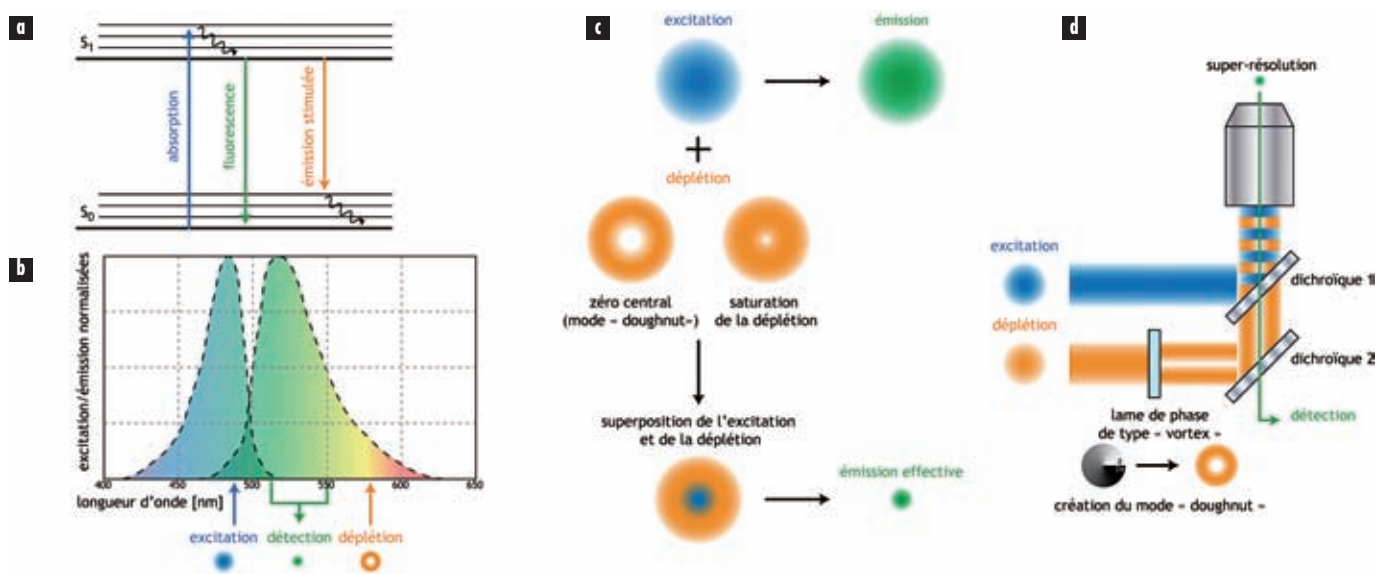 a
S1
absorption
fluorescence
émission stimulée
S0
b
excitation/émission normalisées
400 450 500 550 600 650
longueur d'onde [nm]
excitation
détection
déplétion
c
excitation
émission
+
déplétion
zéro central
(mode « doughnut»)
saturation
de la déplétion
superposition de l'excitation
et de la déplétion
émission effective
d
super-résolution
excitation
dichroïque 1
déplétion
dichroïque 2
lame de phase
de type « vortex »
détection
création du mode « doughnut »